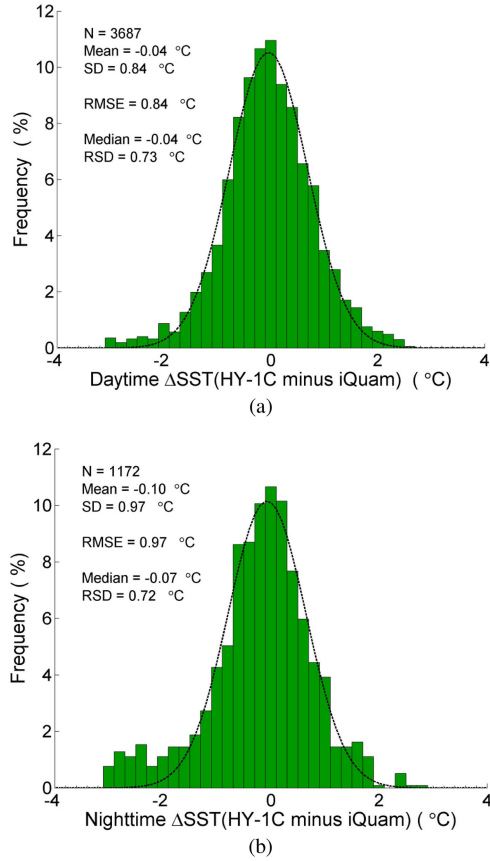 12
10
8
6
4
2
0
Frequency ( %)
N = 3687
Mean = -0.04 °C
SD = 0.84 °C
RMSE = 0.84 °C
Median = -0.04 °C
RSD = 0.73 °C
-4 -2 0 2 4
Daytime ΔSST(HY-1C minus iQuam) ( °C)
(a)
12
10
8
6
4
2
0
Frequency ( %)
N = 1172
Mean = -0.10 °C
SD = 0.97 °C
RMSE = 0.97 °C
Median = -0.07 °C
RSD = 0.72 °C
-4 -2 0 2 4
Nighttime ΔSST(HY-1C minus iQuam) ( °C)
(b)